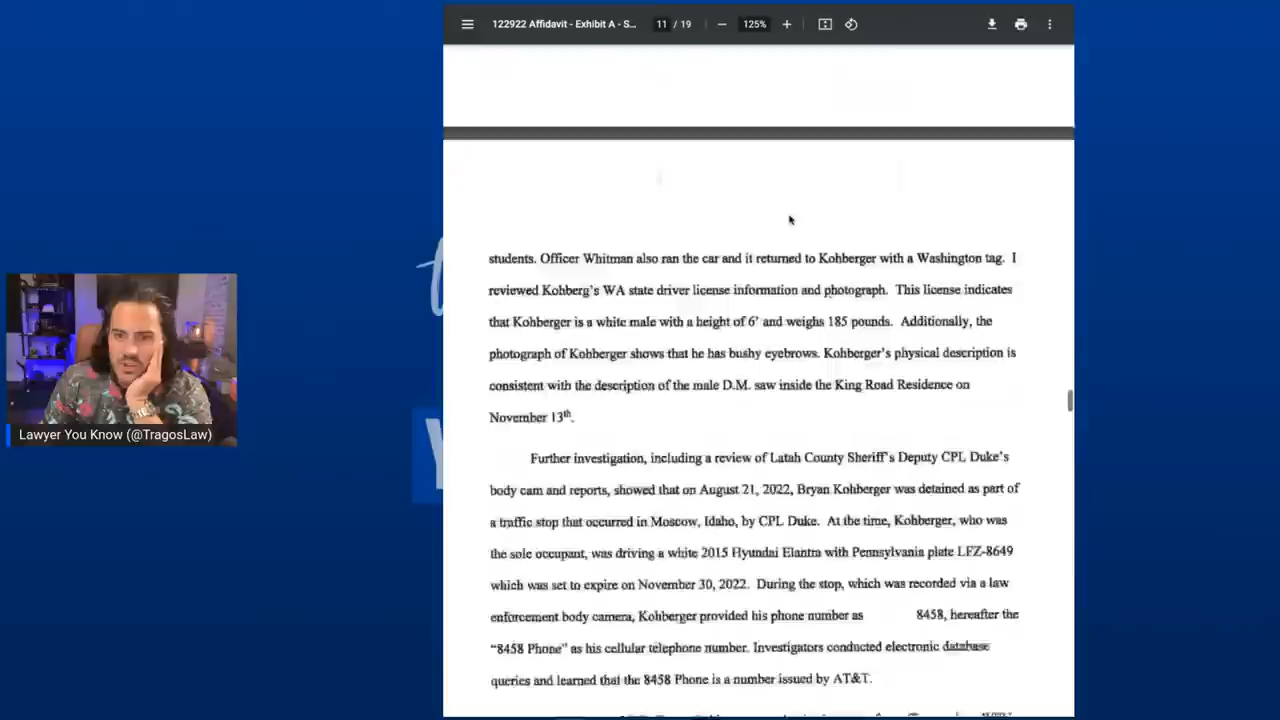 122922 Affidavit - Exhibit A - S...
11 / 19
125%
students. Officer Whitman also ran the car and it returned to Kohberger with a Washington tag. I
reviewed Kohberg's WA state driver license information and photograph. This license indicates
that Kohberger is a white male with a height of 6' and weighs 185 pounds. Additionally, the
photograph of Kohberger shows that he has bushy eyebrows. Kohberger's physical description is
consistent with the description of the male D.M. saw inside the King Road Residence on
November 13th.
Further investigation, including a review of Latah County Sheriff's Deputy CPL Duke's
body cam and reports, showed that on August 21, 2022, Bryan Kohberger was detained as part of
a traffic stop that occurred in Moscow, Idaho, by CPL Duke. At the time, Kohberger, who was
the sole occupant, was driving a white 2015 Hyundai Elantra with Pennsylvania plate LFZ-8649
which was set to expire on November 30, 2022. During the stop, which was recorded via a law
enforcement body camera, Kohberger provided his phone number as 8458, hereafter the
"8458 Phone" as his cellular telephone number. Investigators conducted electronic database
queries and learned that the 8458 Phone is a number issued by AT&T.
Lawyer You Know (@TragosLaw)